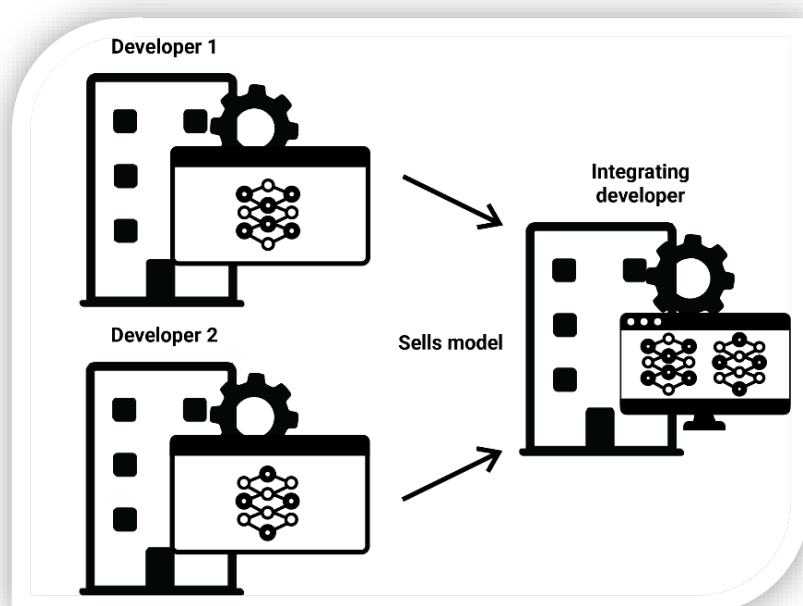 Developer 1
Integrating
developer
Developer 2
Sells model